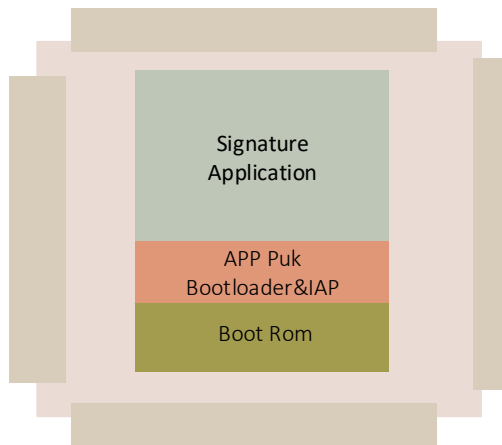 Signature
Application
APP Puk
Bootloader&IAP
Boot Rom